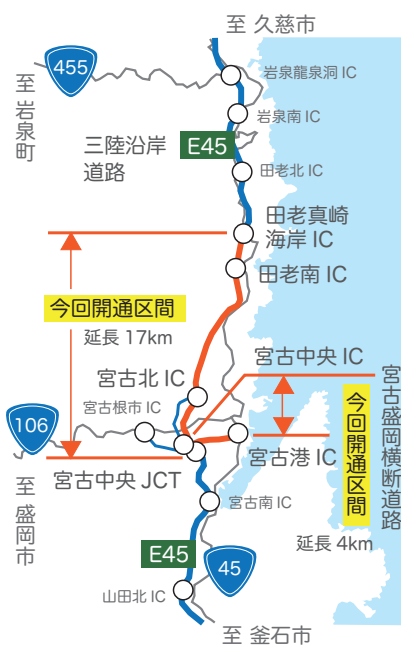 至 久慈市
455
岩泉龍泉洞 IC
至 岩泉町
岩泉南 IC
三陸沿岸
道路
E45
田老北 IC
田老真崎
海岸 IC
田老南 IC
今回開通区間
延長 17km
宮古中央 IC
宮古北 IC
宮古根市 IC
106
宮古盛岡横断道路
今回開通区間
宮古港 IC
宮古中央 JCT
至 盛岡市
宮古南 IC
延長 4km
E45
45
山田北 IC
至 釜石市